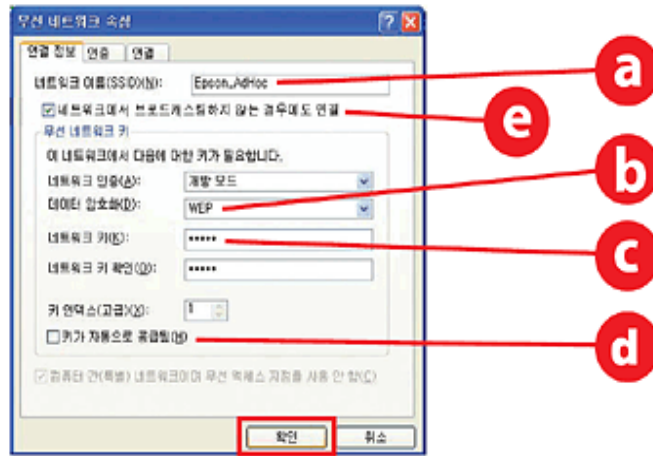 무선 네트워크 속성
연결 정보 인증 연결
네트워크 이름(SSID)(N): Epson_AdHoc
a
네트워크에서 브로드캐스팅하지 않는 경우에도 연결
e
무선 네트워크 키
이 네트워크에서 다음에 대한 키가 필요합니다.
네트워크 인증(A): 개방 모드
b
데이터 암호화(D): WEP
네트워크 키(K): •••••
c
네트워크 키 확인(O): •••••
키 인덱스(고급)(X): 1
키가 자동으로 공급됨(H)
d
컴퓨터 간(특별) 네트워크이며 무선 액세스 지점을 사용 안 함(C)
확인 취소